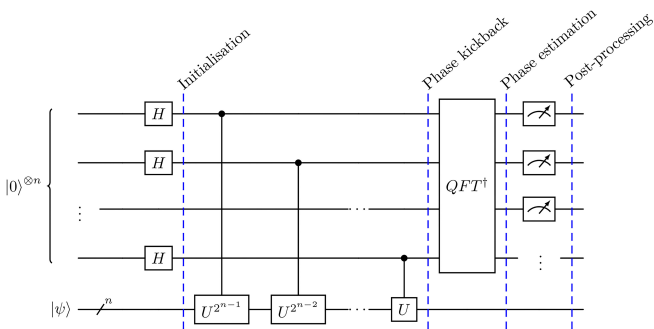 Initialisation
Phase kickback
Phase estimation
Post-processing
H
H
|0⟩^{⊗n}
QFT^†
⋮
...
H
⋮
|ψ⟩
n
U^{2^{n-1}}
U^{2^{n-2}}
...
U